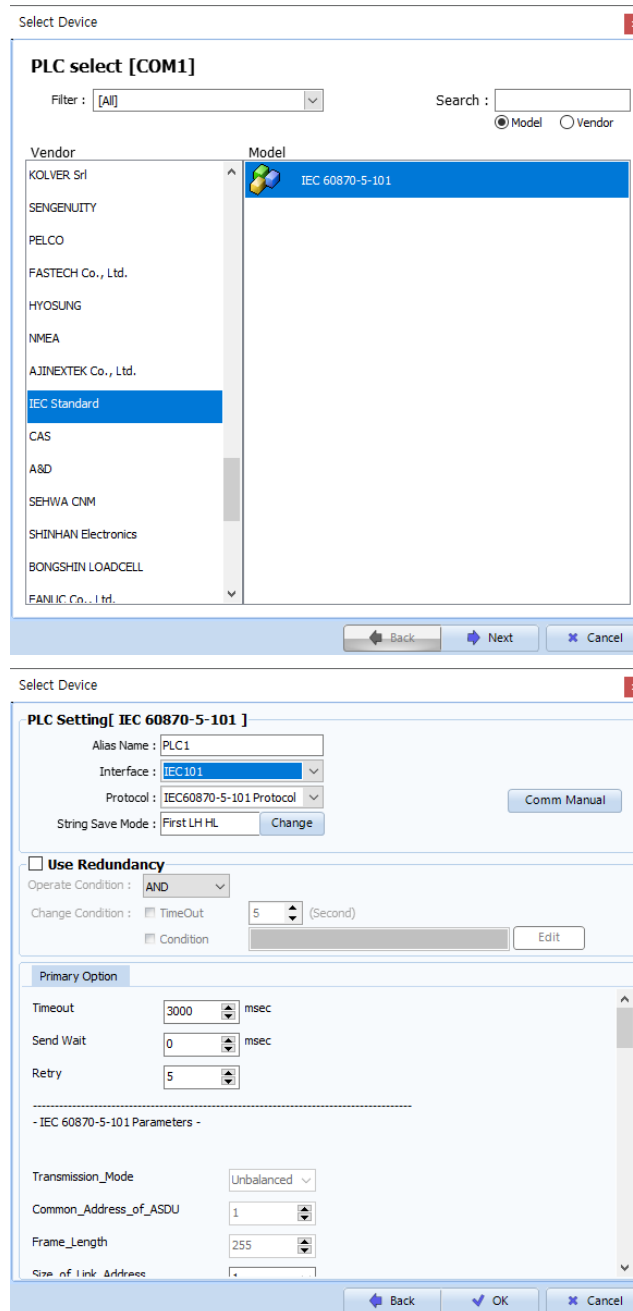 Select Device
PLC select [COM1]
Filter : [All]
Search :
Model Vendor
Vendor Model
KOLVER Srl
IEC 60870-5-101
SENGENUITY
PELCO
FASTECH Co., Ltd.
HYOSUNG
NMEA
AJINEXTEK Co., Ltd.
IEC Standard
CAS
A&D
SEHWA CNM
SHINHAN Electronics
BONGSHIN LOADCELL
FANUC Co., Ltd.
Back Next Cancel
Select Device
PLC Setting[ IEC 60870-5-101 ]
Alias Name : PLC1
Interface : IEC101
Protocol : IEC60870-5-101 Protocol
Comm Manual
String Save Mode : First LH HL Change
Use Redundancy
Operate Condition : AND
Change Condition : TimeOut 5 (Second)
Condition Edit
Primary Option
Timeout 3000 msec
Send Wait 0 msec
Retry 5
- IEC 60870-5-101 Parameters -
Transmission_Mode Unbalanced
Common_Address_of_ASDU 1
Frame_Length 255
Size_of_Link_Address 1
Back OK Cancel